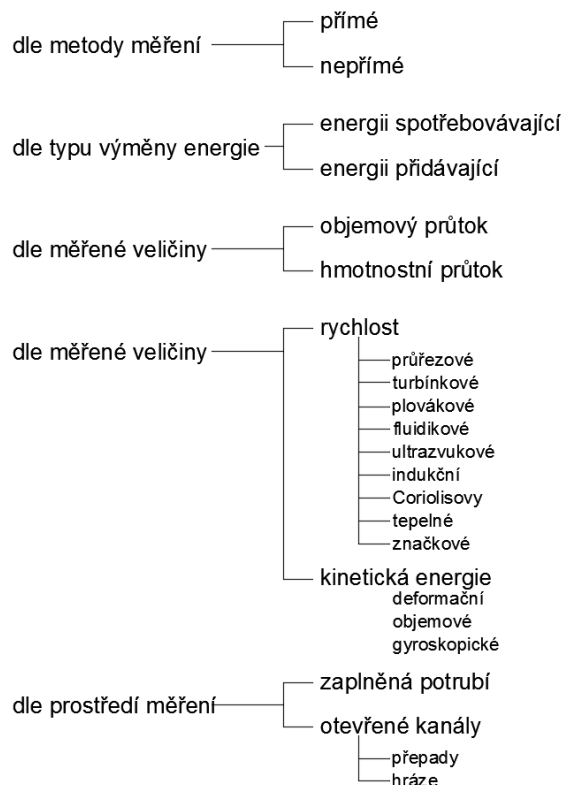 dle metody měření
přímé
nepřímé
dle typu výměny energie
energii spotřebovávající
energii přidávající
dle měřené veličiny
objemový průtok
hmotnostní průtok
dle měřené veličiny
rychlost
průřezové
turbínkové
plovákové
fluidikové
ultrazvukové
indukční
Coriolisovy
tepelné
značkové
kinetická energie
deformační
objemové
gyroskopické
dle prostředí měření
zaplněná potrubí
otevřené kanály
přepady
hráze